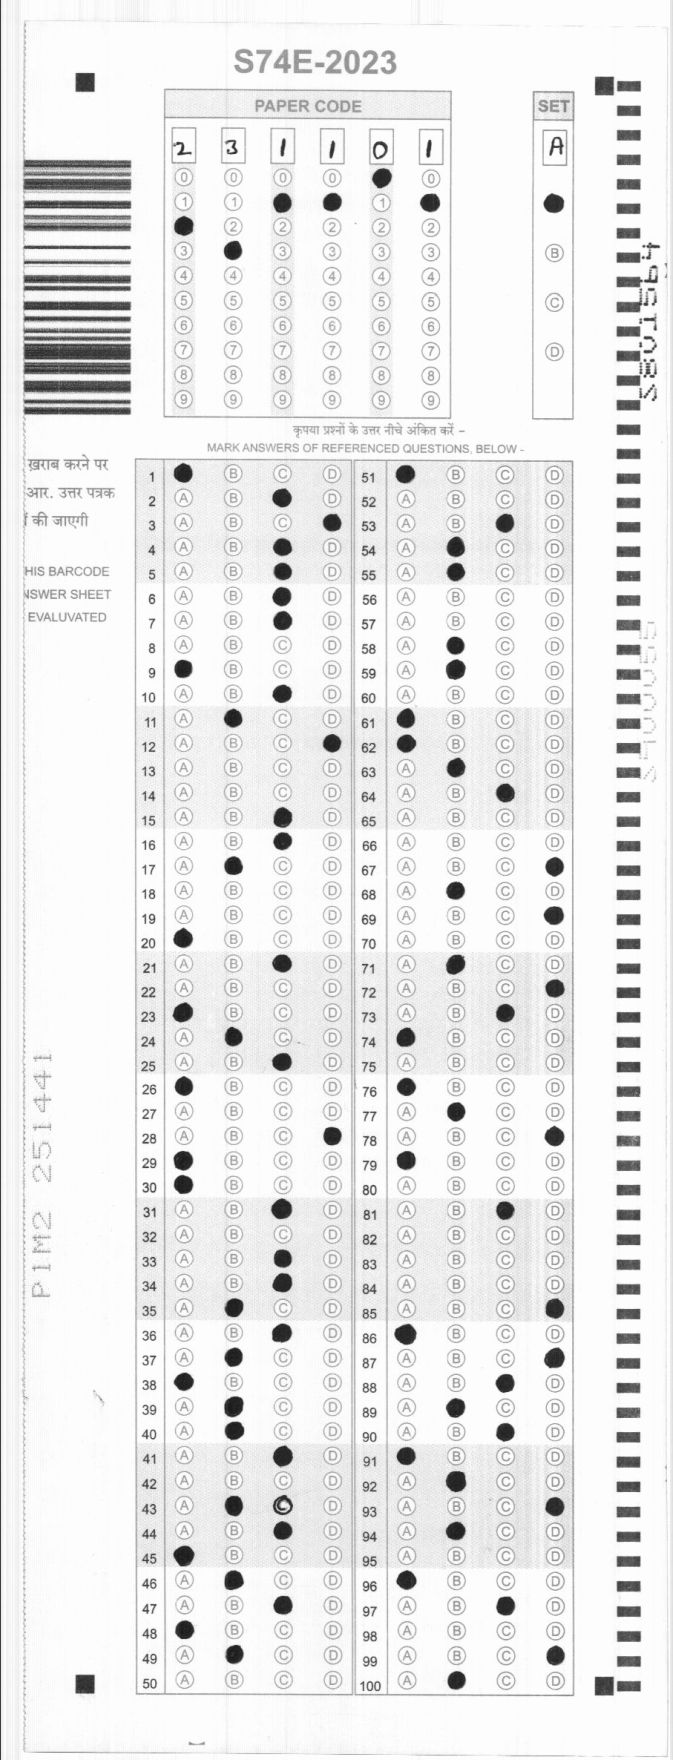 S74E-2023
PAPER CODE
SET
2 3 1 1 0 1
A
0 0 0 0 0
1 1 1
2 2 2 2 2
3 3 3 3 3 B
4 4 4 4 4 4
5 5 5 5 5 5 C
6 6 6 6 6 6
7 7 7 7 7 7 D
8 8 8 8 8 8
9 9 9 9 9 9
कृपया प्रश्नों के उत्तर नीचे अंकित करें –
MARK ANSWERS OF REFERENCED QUESTIONS, BELOW -
ख़राब करने पर
आर. उत्तर पत्रक
की जाएगी
HIS BARCODE
NSWER SHEET
EVALUVATED
1 B C D 51 B C D
2 A B D 52 A B C D
3 A B C 53 A B D
4 A B D 54 A C D
5 A B D 55 A C D
6 A B D 56 A B C D
7 A B D 57 A B C D
8 A B C D 58 A C D
9 B C D 59 A C D
10 A B D 60 A B C D
11 A C D 61 B C D
12 A B C 62 B C D
13 A B C D 63 A C D
14 A B C D 64 A B D
15 A B D 65 A B C D
16 A B D 66 A B C D
17 A C D 67 A B C
18 A B C D 68 A C D
19 A B C D 69 A B C
20 B C D 70 A B C D
21 A B D 71 A C D
22 A B C D 72 A B C
23 B C D 73 A B D
24 A C D 74 B C D
25 A B D 75 A B C D
26 B C D 76 B C D
27 A B C D 77 A C D
28 A B C 78 A B C
29 B C D 79 B C D
30 B C D 80 A B C D
31 A B D 81 A B D
32 A B C D 82 A B C D
33 A B D 83 A B C D
34 A B D 84 A B C D
35 A C D 85 A B C
36 A B D 86 B C D
37 A C D 87 A B C
38 B C D 88 A B D
39 A C D 89 A C D
40 A C D 90 A B D
41 A B D 91 B C D
42 A B C D 92 A C D
43 A C D 93 A B C
44 A B D 94 A C D
45 B C D 95 A B C D
46 A C D 96 B C D
47 A B D 97 A B D
48 B C D 98 A B C D
49 A C D 99 A B C
50 A B C D 100 A C D
P1M2 251441